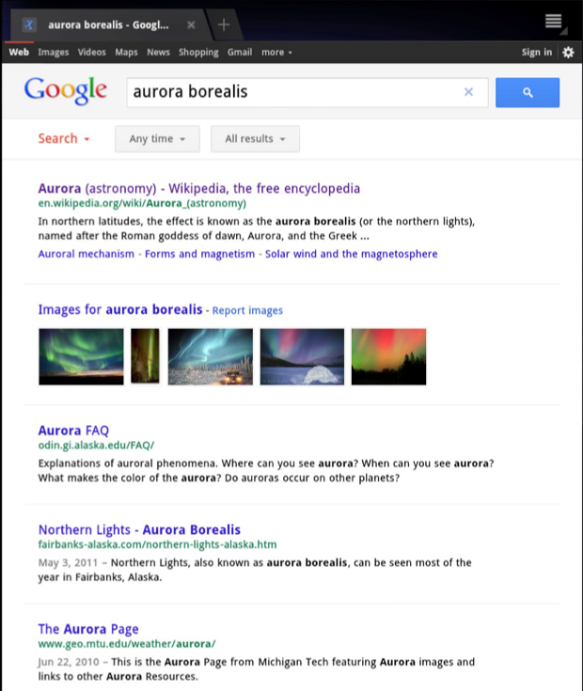 aurora borealis - Googl...
Web Images Videos Maps News Shopping Gmail more Sign in
Google aurora borealis
Search Any time All results
Aurora (astronomy) - Wikipedia, the free encyclopedia
en.wikipedia.org/wiki/Aurora_(astronomy)
In northern latitudes, the effect is known as the aurora borealis (or the northern lights),
named after the Roman goddess of dawn, Aurora, and the Greek ...
Auroral mechanism - Forms and magnetism - Solar wind and the magnetosphere
Images for aurora borealis - Report images
Aurora FAQ
odin.gi.alaska.edu/FAQ/
Explanations of auroral phenomena. Where can you see aurora? When can you see aurora?
What makes the color of the aurora? Do auroras occur on other planets?
Northern Lights - Aurora Borealis
fairbanks-alaska.com/northern-lights-alaska.htm
May 3, 2011 – Northern Lights, also known as aurora borealis, can be seen most of the
year in Fairbanks, Alaska.
The Aurora Page
www.geo.mtu.edu/weather/aurora/
Jun 22, 2010 – This is the Aurora Page from Michigan Tech featuring Aurora images and
links to other Aurora Resources.